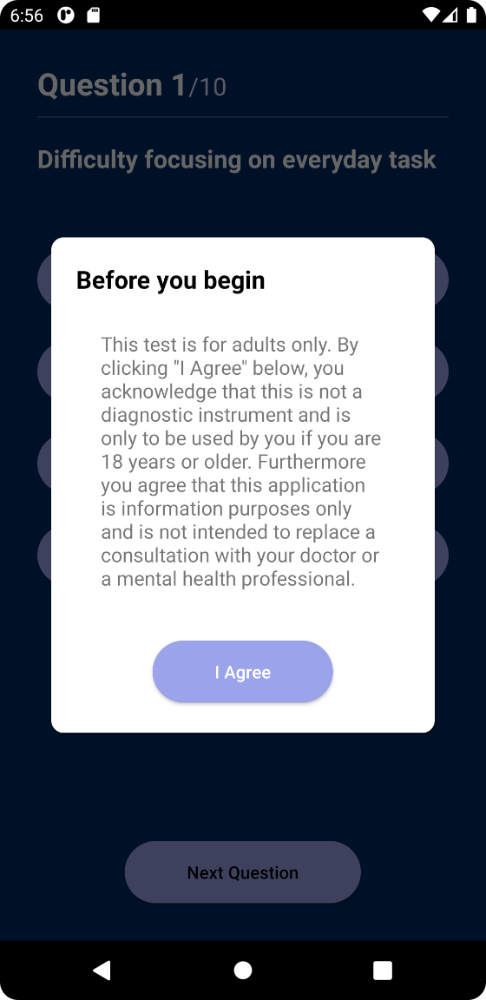 6:56
Question 1/10
Difficulty focusing on everyday task
Before you begin
This test is for adults only. By
clicking "I Agree" below, you
acknowledge that this is not a
diagnostic instrument and is
only to be used by you if you are
18 years or older. Furthermore
you agree that this application
is information purposes only
and is not intended to replace a
consultation with your doctor or
a mental health professional.
I Agree
Next Question